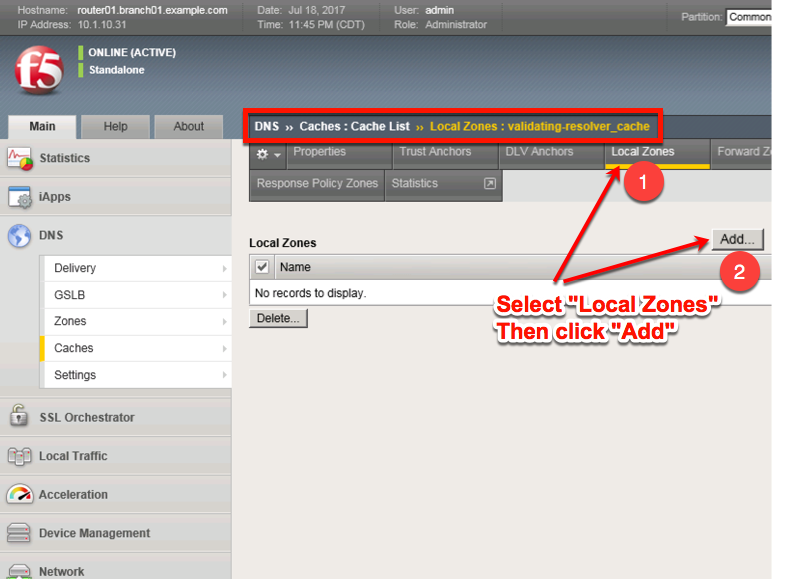 Hostname: router01.branch01.example.com Date: Jul 18, 2017 User: admin
IP Address: 10.1.10.31 Time: 11:45 PM (CDT) Role: Administrator
Partition: Common
f5
ONLINE (ACTIVE)
Standalone
Main Help About
DNS ›› Caches : Cache List ›› Local Zones : validating-resolver_cache
Properties Trust Anchors DLV Anchors Local Zones Forward
Response Policy Zones Statistics
1
Statistics
iApps
DNS
Delivery
GSLB
Zones
Caches
Settings
SSL Orchestrator
Local Traffic
Acceleration
Device Management
Network
Local Zones
Add...
2
Name
No records to display.
Delete...
Select "Local Zones"
Then click "Add"